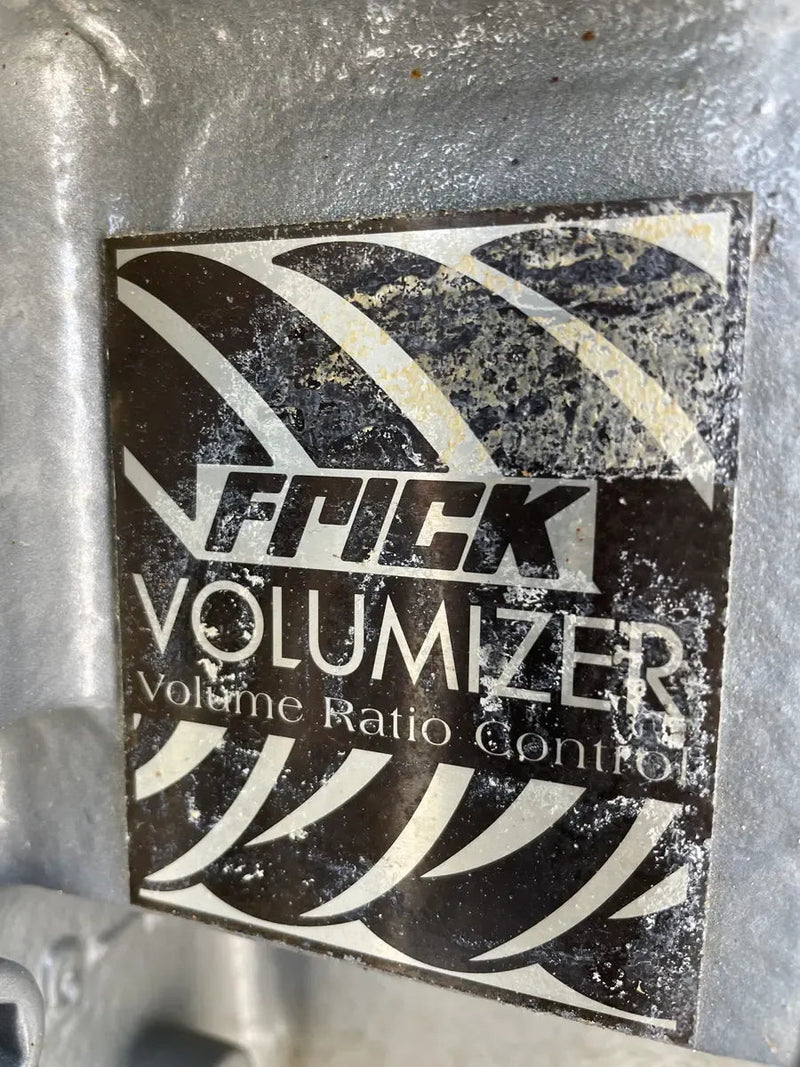 FRICK
VOLUMIZER
Volume Ratio Control